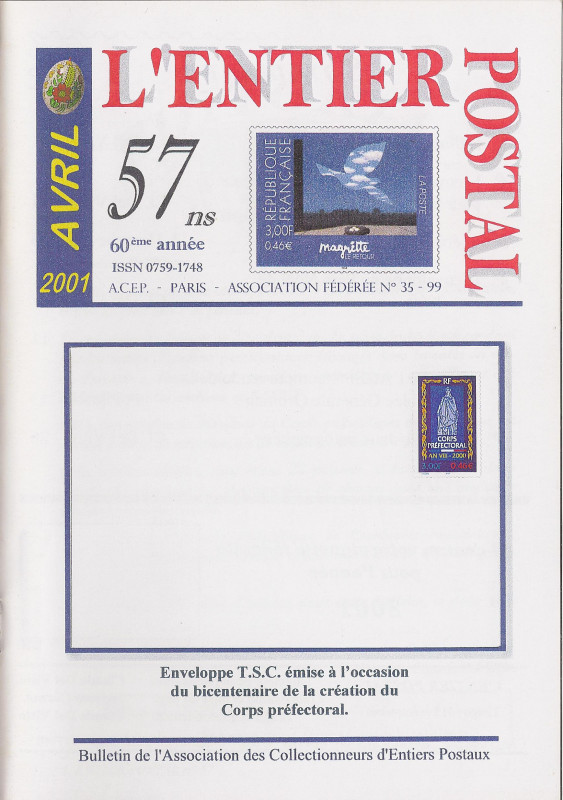 L'ENTIER
POSTAL
AVRIL
2001
57
ns
60ème année
ISSN 0759-1748
RÉPUBLIQUE
FRANÇAISE
3,00F
0,46€
magritte
LE RETOUR
LA POSTE
A.C.E.P. - PARIS - ASSOCIATION FÉDÉRÉE N° 35 - 99
RF
CORPS
PRÉFECTORAL
AN VIII - 2000
3,00F 0,46€
Enveloppe T.S.C. émise à l'occasion
du bicentenaire de la création du
Corps préfectoral.
Bulletin de l'Association des Collectionneurs d'Entiers Postaux